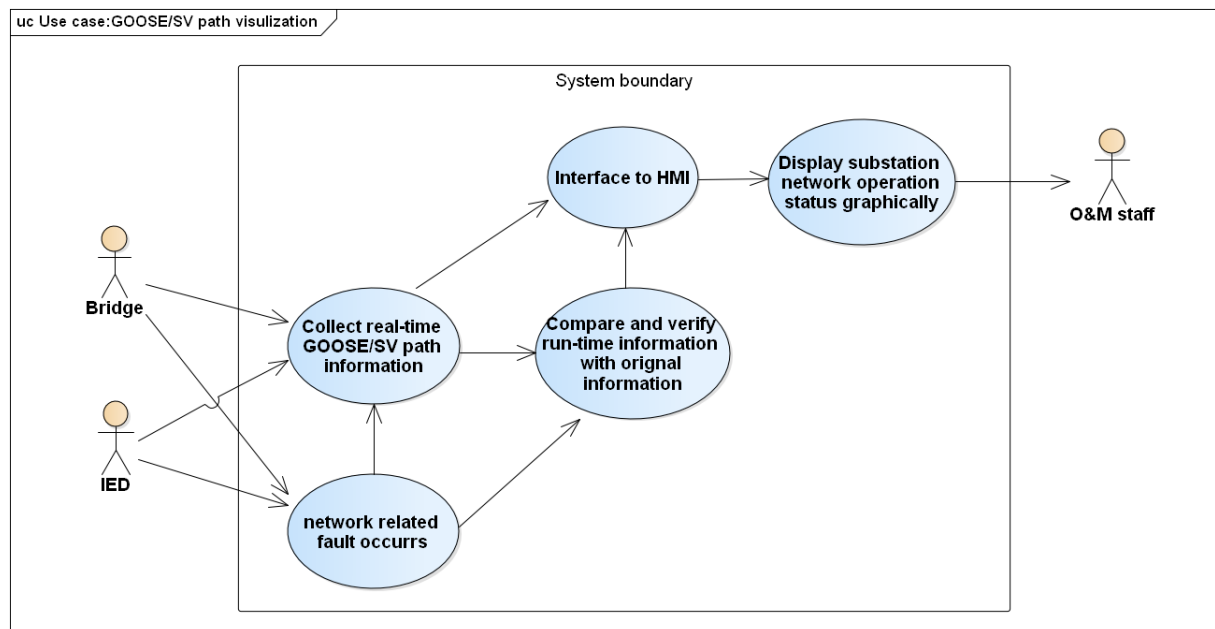 uc Use case:GOOSE/SV path visulization
System boundary
Interface to HMI
Display substation
network operation
status graphically
O&M staff
Bridge
Collect real-time
GOOSE/SV path
information
Compare and verify
run-time information
with orignal
information
IED
network related
fault occurrs